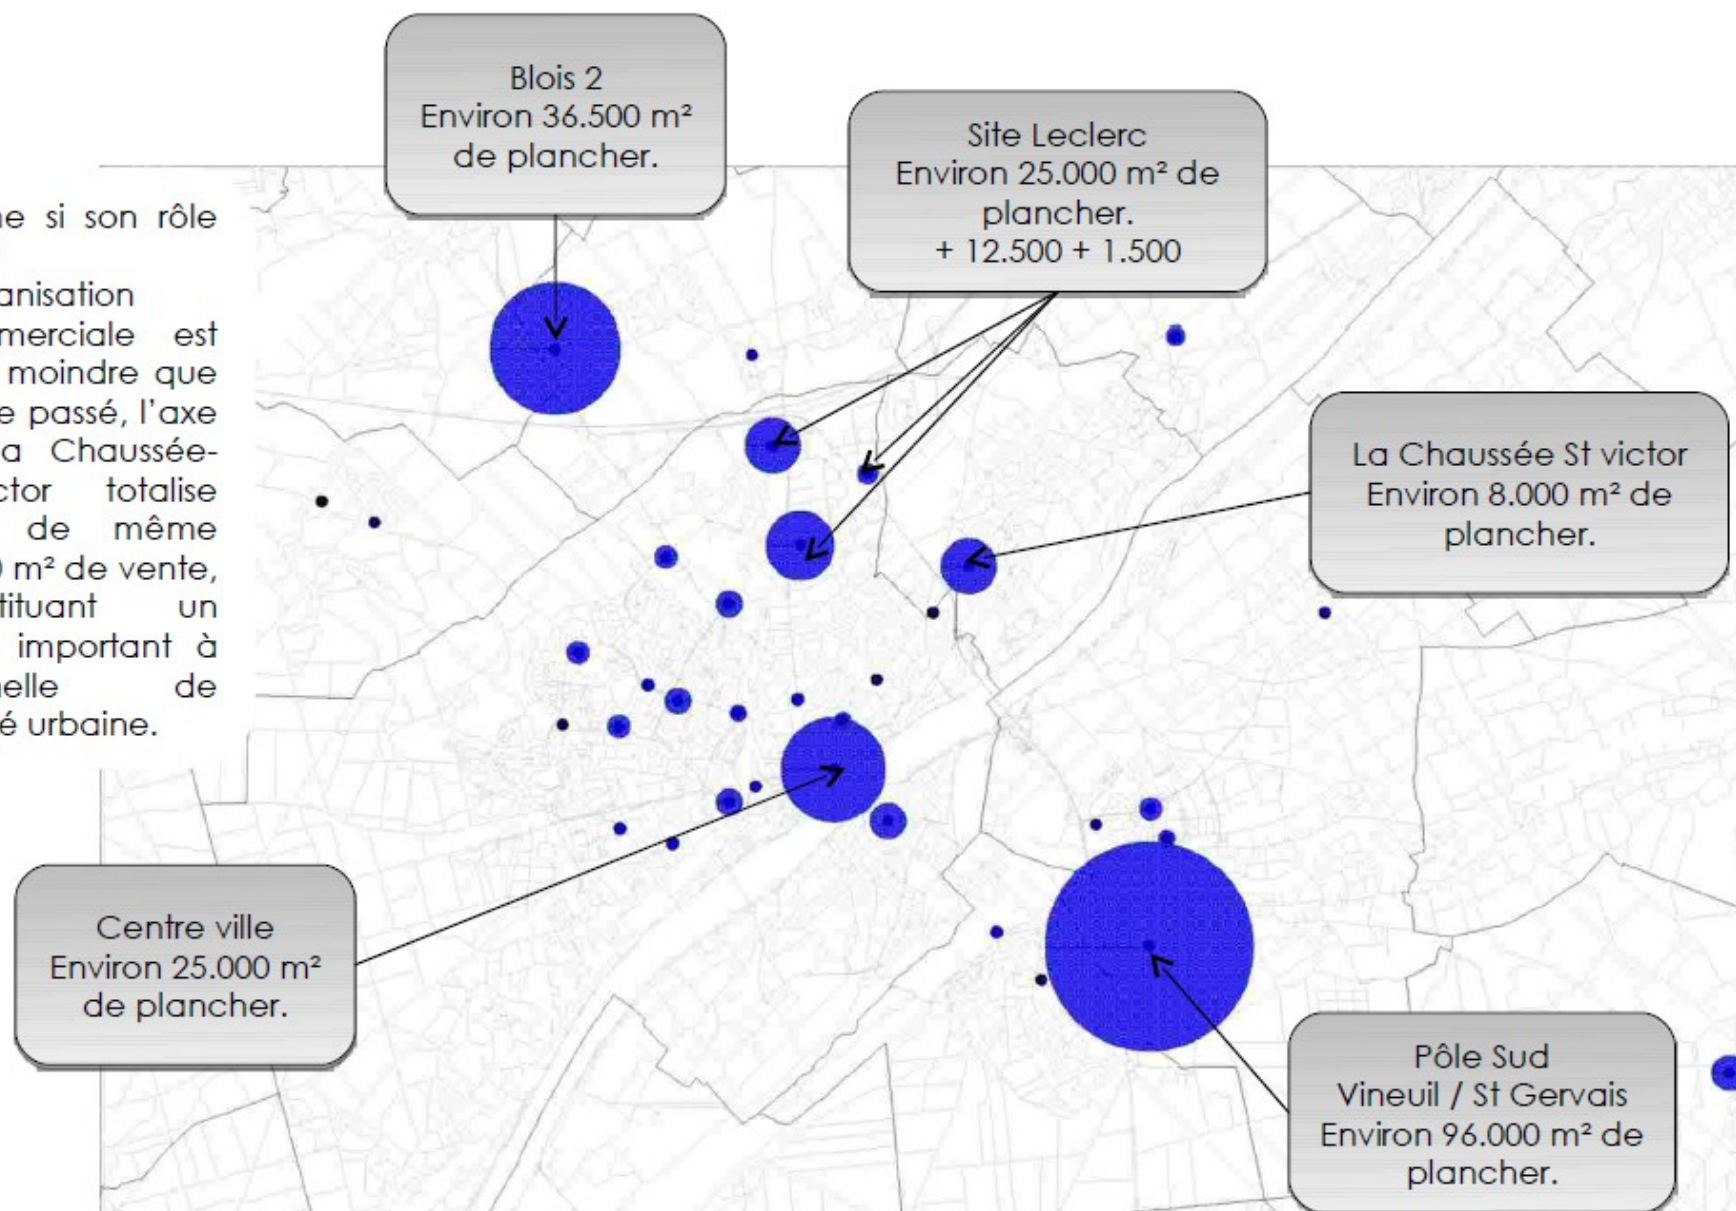 Blois 2
Environ 36.500 m²
de plancher.
Site Leclerc
Environ 25.000 m² de
plancher.
+ 12.500 + 1.500
si son rôle
anisation
merciale est
moindre que
passé, l'axe
a Chaussée-
ctor totalise
de même
m² de vente,
tituant un
important à
elle de
é urbaine.
La Chaussée St victor
Environ 8.000 m² de
plancher.
Centre ville
Environ 25.000 m²
de plancher.
Pôle Sud
Vineuil / St Gervais
Environ 96.000 m² de
plancher.